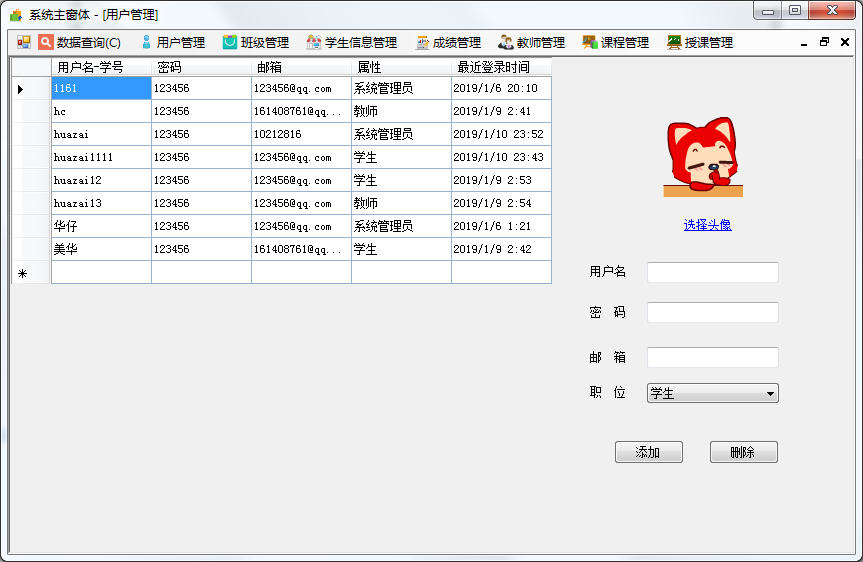 系统主窗体 - [用户管理]
数据查询(C) 用户管理 班级管理 学生信息管理 成绩管理 教师管理 课程管理 授课管理
用户名-学号 密码 邮箱 属性 最近登录时间
1161 123456 123456@qq.com 系统管理员 2019/1/6 20:10
hc 123456 161408761@qq... 教师 2019/1/9 2:41
huazai 123456 10212816 系统管理员 2019/1/10 23:52
huazai1111 123456 123456@qq.com 学生 2019/1/10 23:43
huazai12 123456 123456@qq.com 学生 2019/1/9 2:53
huazai13 123456 123456@qq.com 教师 2019/1/9 2:54
华仔 123456 123456@qq.com 系统管理员 2019/1/6 1:21
美华 123456 161408761@qq... 学生 2019/1/9 2:42
选择头像
用户名
密 码
邮 箱
职 位 学生
添加 删除